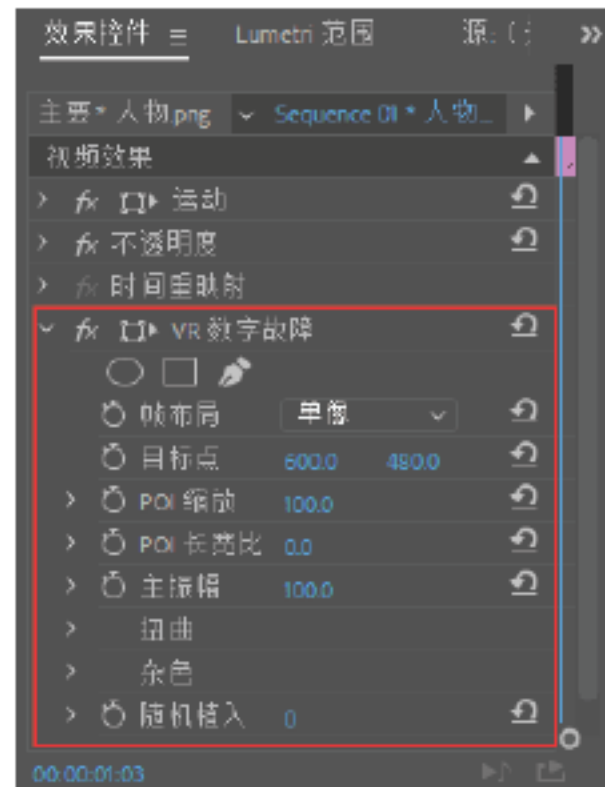 效果控件 ≡ Lumetri 范围 源: (
主要* 人物.png Sequence 01 * 人物...
视频效果
fx 运动
fx 不透明度
fx 时间重映射
fx VR 数字故障
帧布局 单像
目标点 600.0 480.0
POI 缩放 100.0
POI 长宽比 0.0
主振幅 100.0
扭曲
杂色
随机植入 0
00:00:01:03